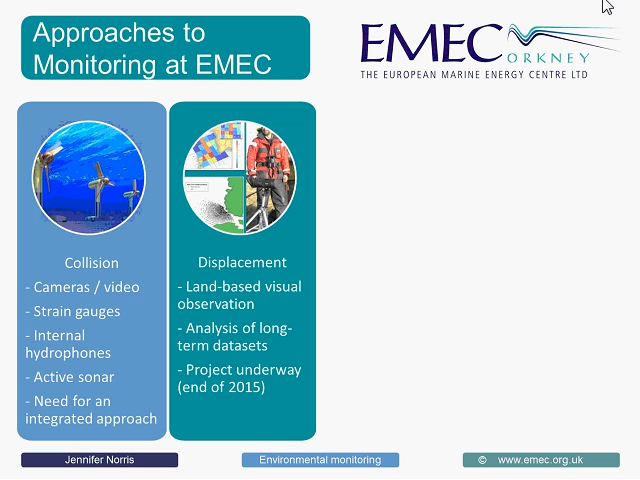 Approaches to
Monitoring at EMEC
EMEC
ORKNEY
THE EUROPEAN MARINE ENERGY CENTRE LTD
Collision
- Cameras / video
- Strain gauges
- Internal
hydrophones
- Active sonar
- Need for an
integrated approach
Displacement
- Land-based visual
observation
- Analysis of long-
term datasets
- Project underway
(end of 2015)
Jennifer Norris
Environmental monitoring
© www.emec.org.uk